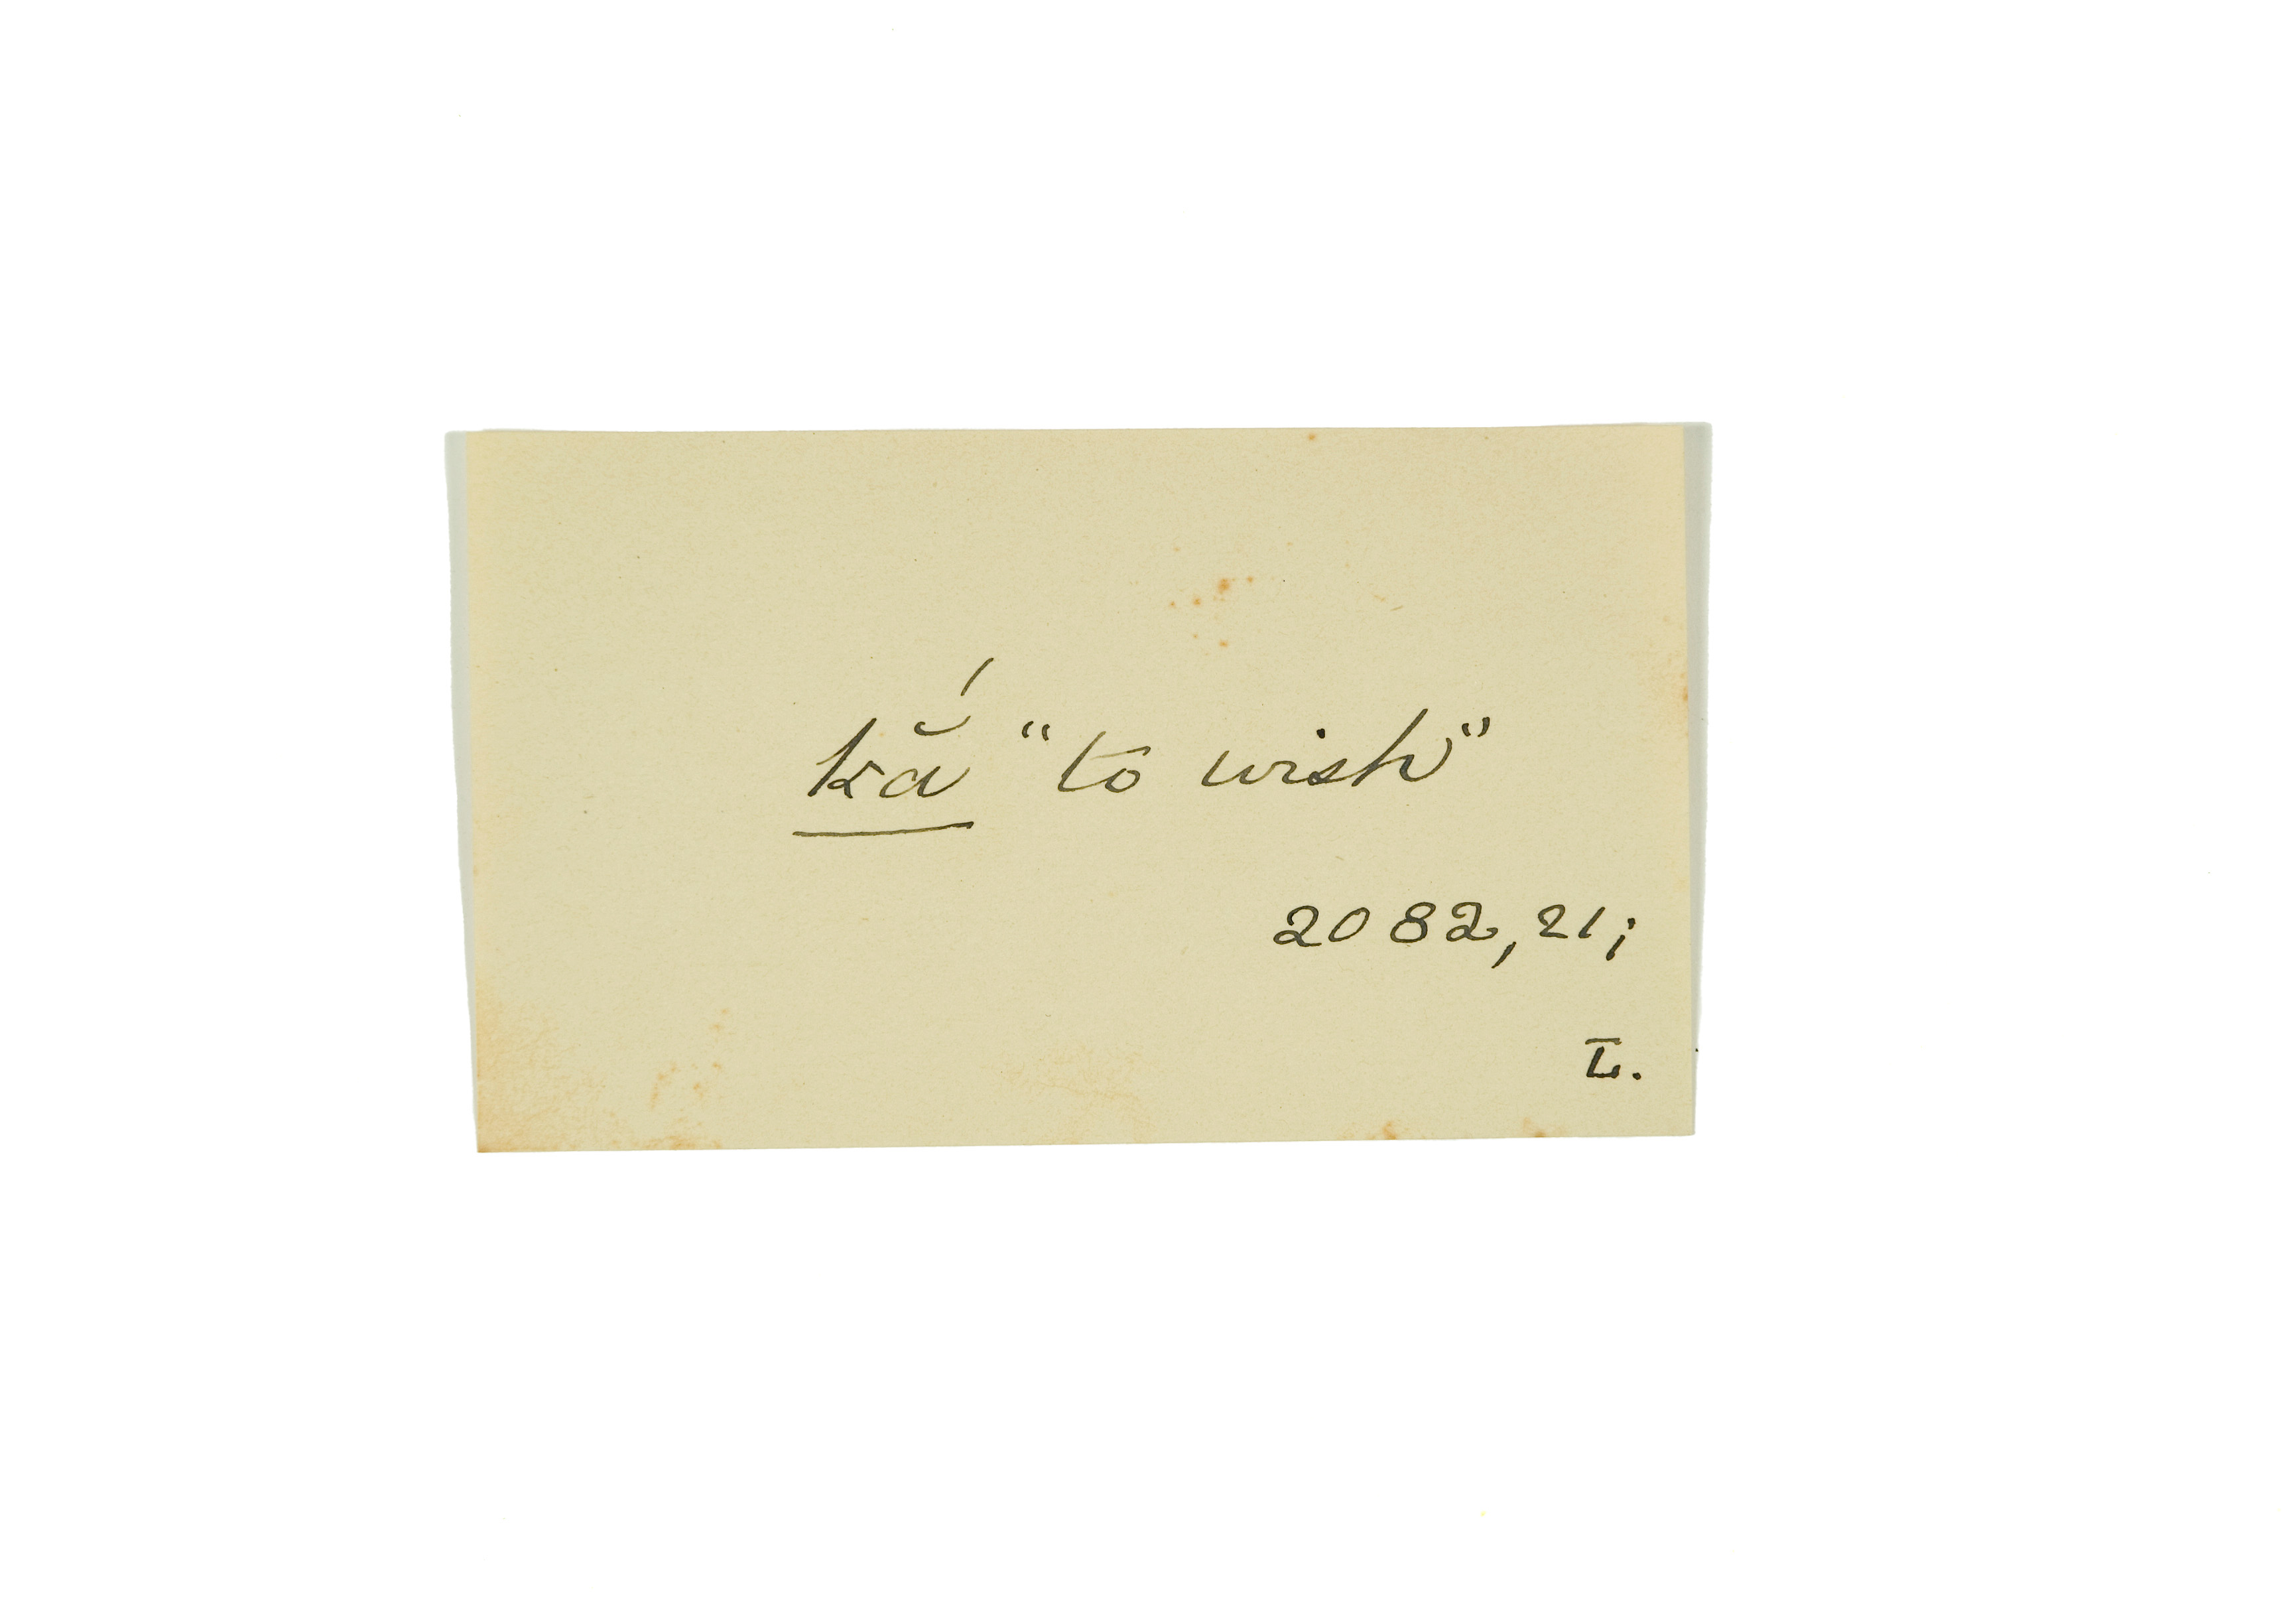 kắ "to wish"
2082,21;
L.